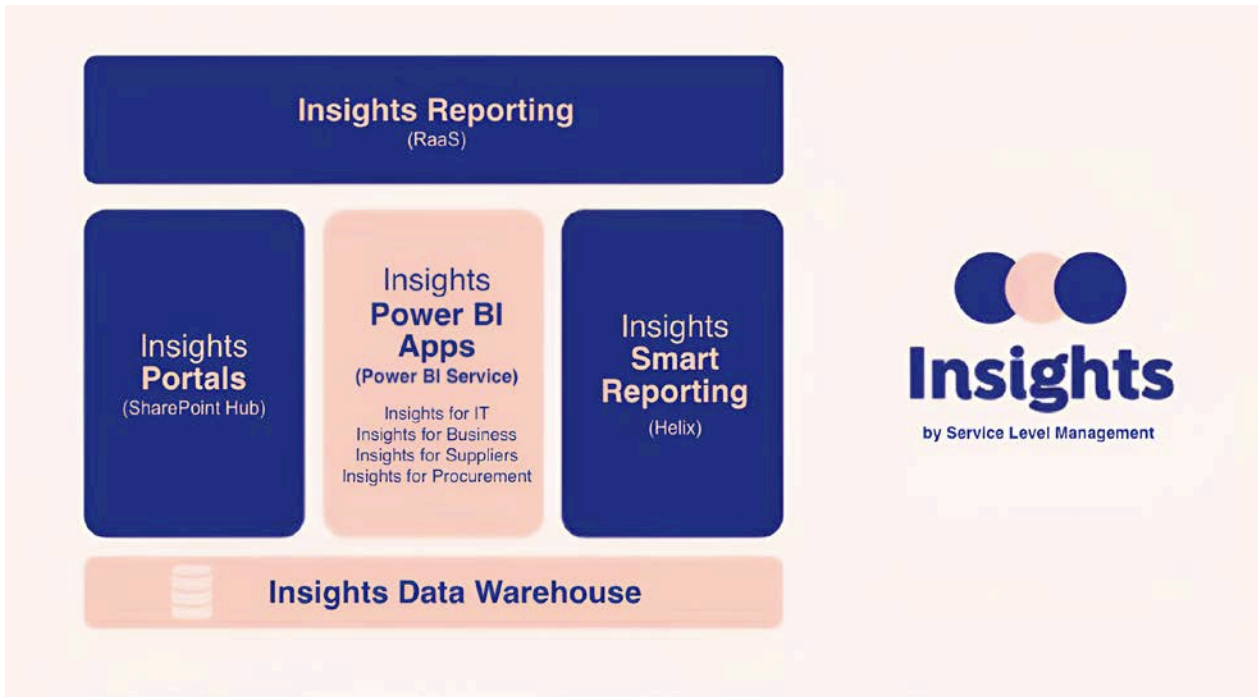 Insights Reporting
(RaaS)
Insights
Portals
(SharePoint Hub)
Insights
Power BI
Apps
(Power BI Service)
Insights for IT
Insights for Business
Insights for Suppliers
Insights for Procurement
Insights
Smart
Reporting
(Helix)
Insights Data Warehouse
Insights
by Service Level Management